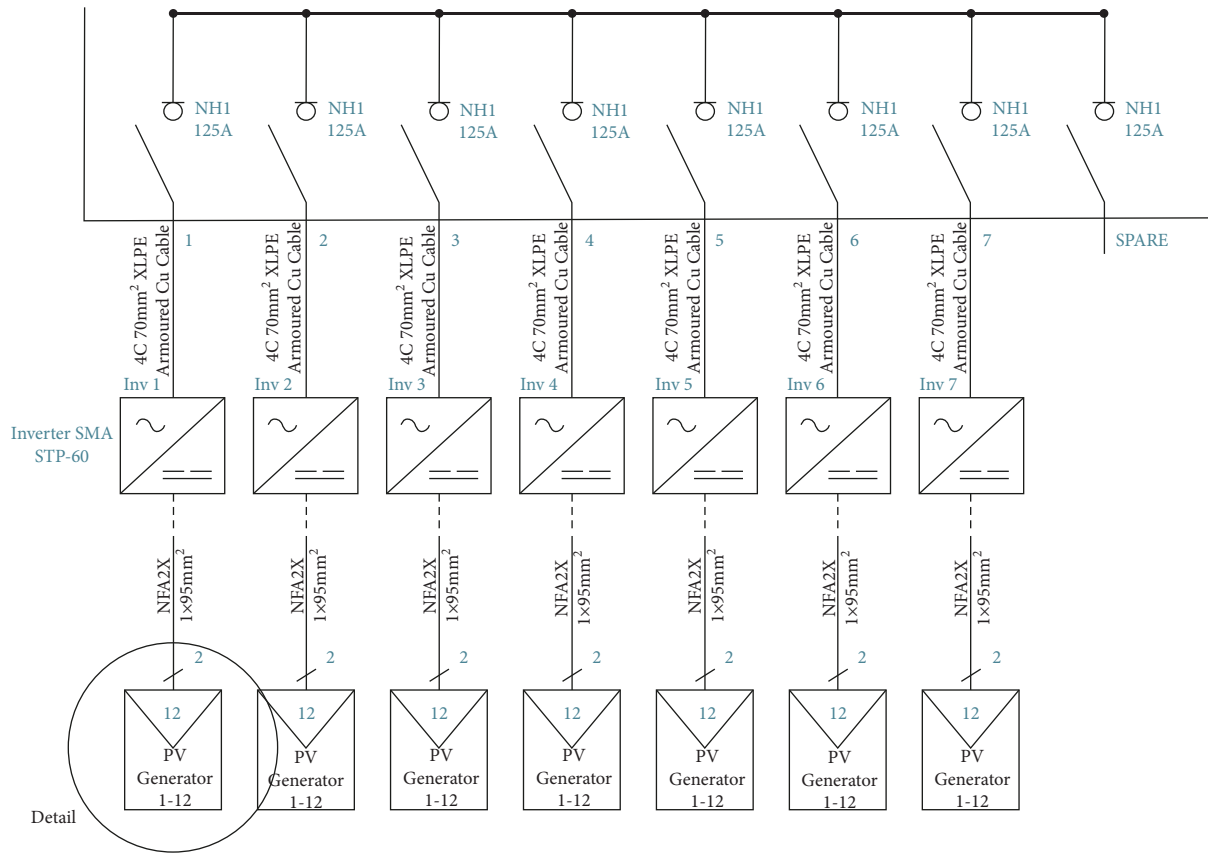 NH1
125A
NH1
125A
NH1
125A
NH1
125A
NH1
125A
NH1
125A
NH1
125A
NH1
125A
1
2
3
4
5
6
7
SPARE
4C 70mm² XLPE
Armoured Cu Cable
4C 70mm² XLPE
Armoured Cu Cable
4C 70mm² XLPE
Armoured Cu Cable
4C 70mm² XLPE
Armoured Cu Cable
4C 70mm² XLPE
Armoured Cu Cable
4C 70mm² XLPE
Armoured Cu Cable
4C 70mm² XLPE
Armoured Cu Cable
Inv 1
Inv 2
Inv 3
Inv 4
Inv 5
Inv 6
Inv 7
Inverter SMA
STP-60
NFA2X
1×95mm²
NFA2X
1×95mm²
NFA2X
1×95mm²
NFA2X
1×95mm²
NFA2X
1×95mm²
NFA2X
1×95mm²
NFA2X
1×95mm²
2
2
2
2
2
2
2
12
PV
Generator
1-12
12
PV
Generator
1-12
12
PV
Generator
1-12
12
PV
Generator
1-12
12
PV
Generator
1-12
12
PV
Generator
1-12
12
PV
Generator
1-12
Detail